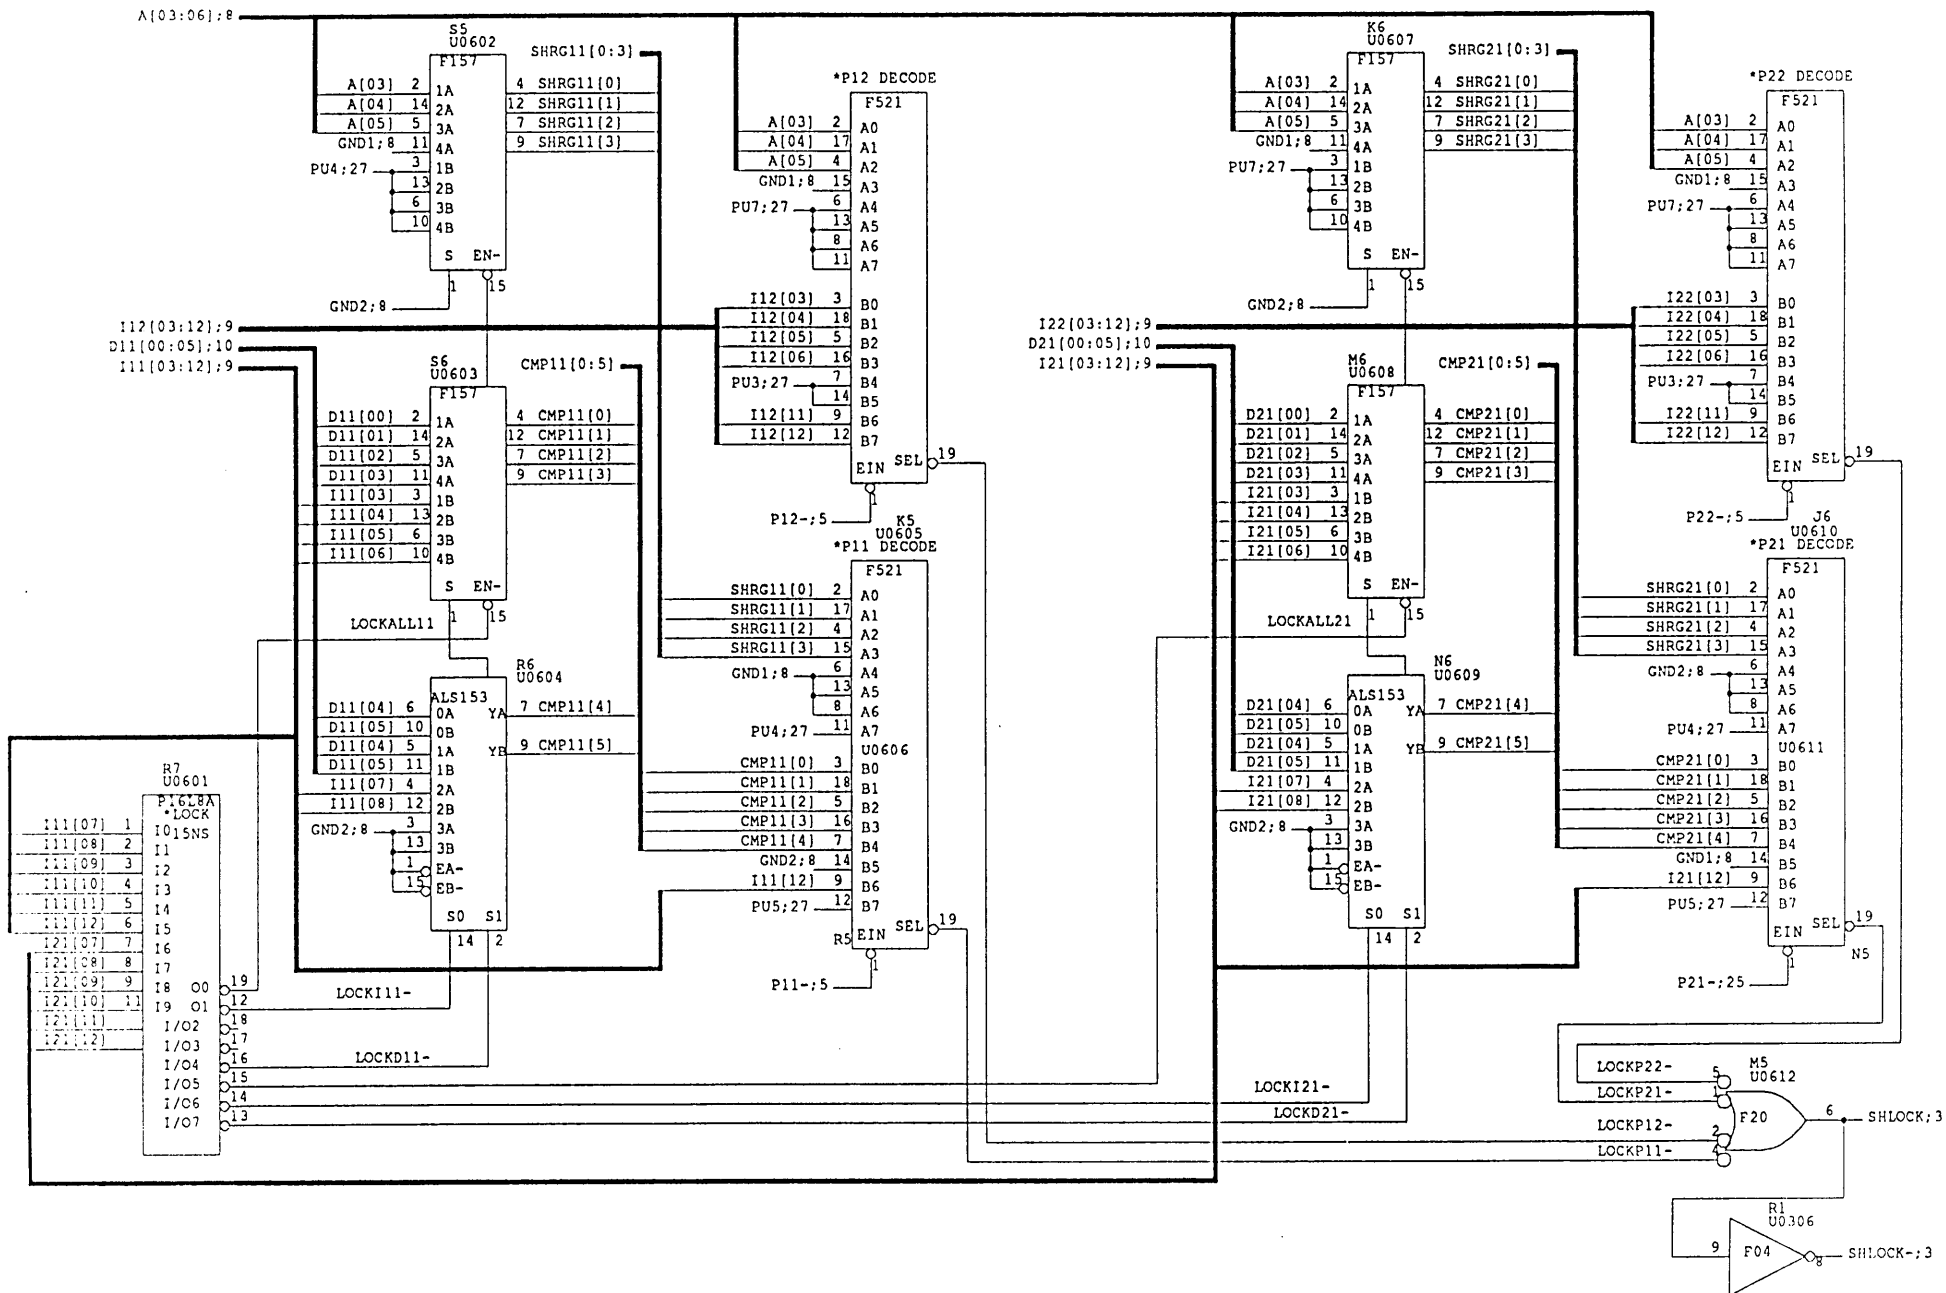 A[03:06];8
S5
U0602
F157
A[03] 2 1A
A[04] 14 2A
A[05] 5 3A
GND1;8 11 4A
PU4;27 3 1B
13 2B
6 3B
10 4B
4 SHRG11[0]
12 SHRG11[1]
7 SHRG11[2]
9 SHRG11[3]
S EN-
1 15
GND2;8
SHRG11[0:3]
*P12 DECODE
F521
A[03] 2 A0
A[04] 17 A1
A[05] 4 A2
GND1;8 15 A3
PU7;27 6 A4
13 A5
8 A6
11 A7
I12[03] 3 B0
I12[04] 18 B1
I12[05] 5 B2
I12[06] 16 B3
PU3;27 7 B4
14 B5
I12[11] 9 B6
I12[12] 12 B7
EIN SEL 19
1
P12-;5
K5
U0605
I12[03:12];9
D11[00:05];10
I11[03:12];9
S6
U0603
F157
D11[00] 2 1A
D11[01] 14 2A
D11[02] 5 3A
D11[03] 11 4A
I11[03] 3 1B
I11[04] 13 2B
I11[05] 6 3B
I11[06] 10 4B
4 CMP11[0]
12 CMP11[1]
7 CMP11[2]
9 CMP11[3]
S EN-
1 15
CMP11[0:5]
LOCKALL11
R6
U0604
ALS153
D11[04] 6 0A
D11[05] 10 0B
D11[04] 5 1A
D11[05] 11 1B
I11[07] 4 2A
I11[08] 12 2B
GND2;8 3 3A
13 3B
1 EA-
15 EB-
YA 7 CMP11[4]
YB 9 CMP11[5]
S0 S1
14 2
*P11 DECODE
F521
SHRG11[0] 2 A0
SHRG11[1] 17 A1
SHRG11[2] 4 A2
SHRG11[3] 15 A3
GND1;8 6 A4
13 A5
8 A6
PU4;27 11 A7
U0606
CMP11[0] 3 B0
CMP11[1] 18 B1
CMP11[2] 5 B2
CMP11[3] 16 B3
CMP11[4] 7 B4
GND2;8 14 B5
I11[12] 9 B6
PU5;27 12 B7
R5 EIN SEL 19
1
P11-;5
R7
U0601
P16L8A
*LOCK
15NS
I11[07] 1 I0
I11[08] 2 I1
I11[09] 3 I2
I11[10] 4 I3
I11[11] 5 I4
I11[12] 6 I5
I21[07] 7 I6
I21[08] 8 I7
I21[09] 9 I8
I21[10] 11 I9
I21[11]
I21[12]
O0 19
O1 12
I/O2 18
I/O3 17
I/O4 16
I/O5 15
I/O6 14
I/O7 13
LOCKI11-
LOCKD11-
K6
U0607
F157
A[03] 2 1A
A[04] 14 2A
A[05] 5 3A
GND1;8 11 4A
PU7;27 3 1B
13 2B
6 3B
10 4B
4 SHRG21[0]
12 SHRG21[1]
7 SHRG21[2]
9 SHRG21[3]
S EN-
1 15
GND2;8
SHRG21[0:3]
*P22 DECODE
F521
A[03] 2 A0
A[04] 17 A1
A[05] 4 A2
GND1;8 15 A3
PU7;27 6 A4
13 A5
8 A6
11 A7
I22[03] 3 B0
I22[04] 18 B1
I22[05] 5 B2
I22[06] 16 B3
PU3;27 7 B4
14 B5
I22[11] 9 B6
I22[12] 12 B7
EIN SEL 19
1
P22-;5
J6
U0610
I22[03:12];9
D21[00:05];10
I21[03:12];9
M6
U0608
F157
D21[00] 2 1A
D21[01] 14 2A
D21[02] 5 3A
D21[03] 11 4A
I21[03] 3 1B
I21[04] 13 2B
I21[05] 6 3B
I21[06] 10 4B
4 CMP21[0]
12 CMP21[1]
7 CMP21[2]
9 CMP21[3]
S EN-
1 15
CMP21[0:5]
LOCKALL21
N6
U0609
ALS153
D21[04] 6 0A
D21[05] 10 0B
D21[04] 5 1A
D21[05] 11 1B
I21[07] 4 2A
I21[08] 12 2B
GND2;8 3 3A
13 3B
1 EA-
15 EB-
YA 7 CMP21[4]
YB 9 CMP21[5]
S0 S1
14 2
*P21 DECODE
F521
SHRG21[0] 2 A0
SHRG21[1] 17 A1
SHRG21[2] 4 A2
SHRG21[3] 15 A3
GND2;8 6 A4
13 A5
8 A6
PU4;27 11 A7
U0611
CMP21[0] 3 B0
CMP21[1] 18 B1
CMP21[2] 5 B2
CMP21[3] 16 B3
CMP21[4] 7 B4
GND1;8 14 B5
I21[12] 9 B6
PU5;27 12 B7
EIN SEL 19
1 N5
P21-;25
LOCKI21-
LOCKD21-
M5
U0612
LOCKP22- 5
LOCKP21- 1
LOCKP12- 2
LOCKP11- 4
F20
6 SHLOCK;3
R1
U0306
9 F04 8 SHLOCK-;3